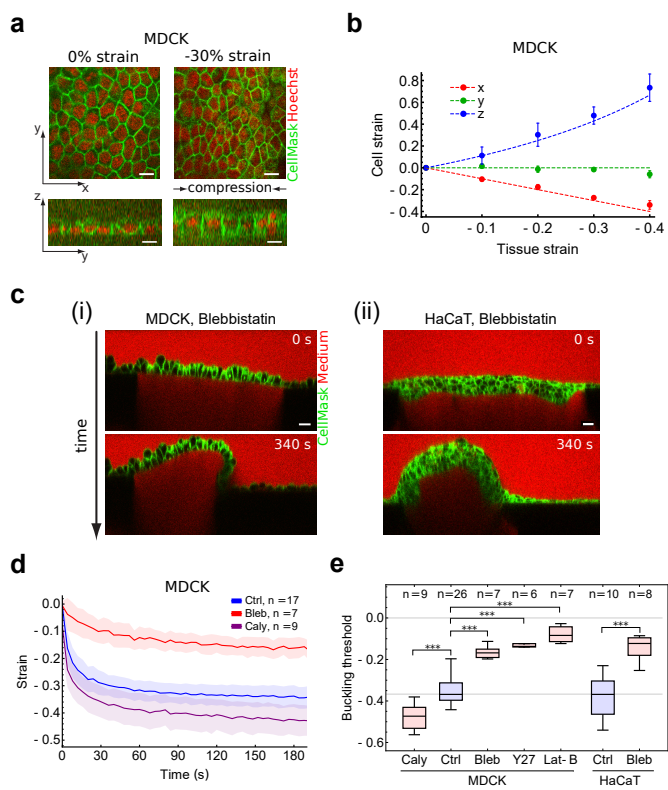 a
MDCK
0% strain
-30% strain
y
x
CellMask Hoechst
compression
z
y
b
MDCK
x
y
z
Cell strain
0.8
0.6
0.4
0.2
0.0
- 0.2
- 0.4
0
- 0.1
- 0.2
- 0.3
- 0.4
Tissue strain
c
(i)
MDCK, Blebbistatin
(ii)
HaCaT, Blebbistatin
time
0 s
340 s
CellMask Medium
0 s
340 s
d
MDCK
Strain
0.0
- 0.1
- 0.2
- 0.3
- 0.4
- 0.5
Ctrl, n =17
Bleb, n =7
Caly, n =9
0
30
60
90
120
150
180
Time (s)
e
n=9
n=26
n=7
n=6
n=7
n=10
n=8
***
***
***
***
***
Buckling threshold
0.0
- 0.2
- 0.4
- 0.6
Caly
Ctrl
Bleb
Y27
Lat- B
Ctrl
Bleb
MDCK
HaCaT